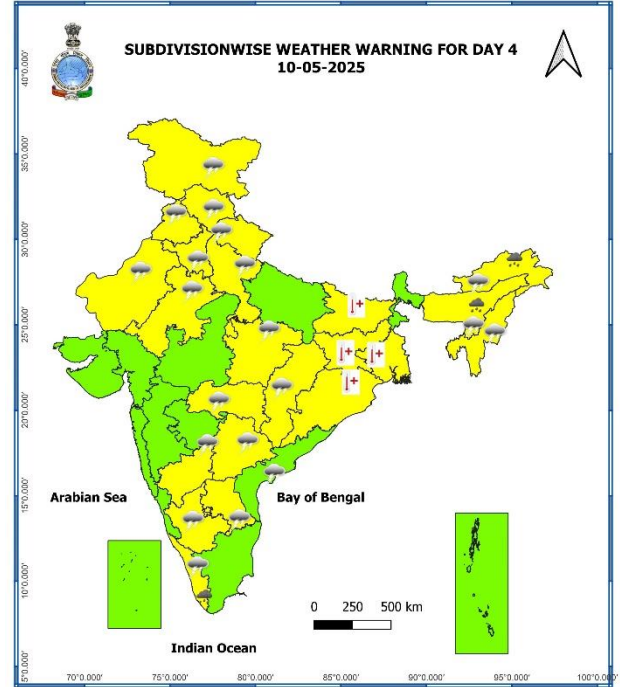 SUBDIVISIONWISE WEATHER WARNING FOR DAY 4
10-05-2025
40°0.000'
35°0.000'
30°0.000'
25°0.000'
20°0.000'
15°0.000'
10°0.000'
5°0.000'
Arabian Sea
Bay of Bengal
0 250 500 km
Indian Ocean
70°0.000' 75°0.000' 80°0.000' 85°0.000' 90°0.000' 95°0.000' 100°0.000'